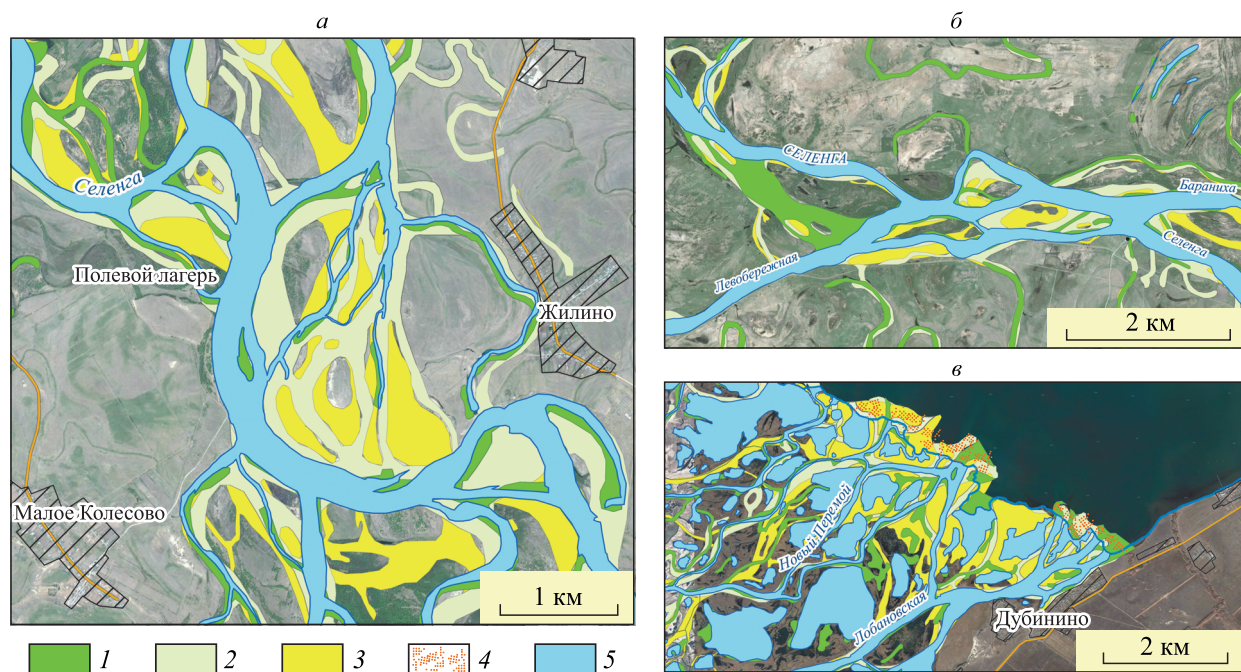 а
Селенга
Полевой лагерь
Жилино
Малое Колесово
1 км
б
СЕЛЕНГА
Бараниха
Селенга
Левобережная
2 км
в
Новый Перемой
Лобановская
Дубинино
2 км
1 2 3 4 5